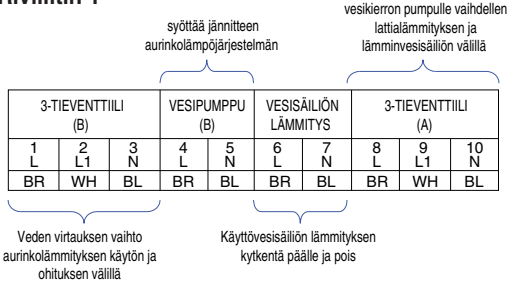 vesikierron pumpulle vaihdellen
lattialämmityksen ja
lämminvesisäiliön välillä
syöttää jännitteen
aurinkolämpöjärjestelmän
3-TIEVENTTIILI
(B)
VESIPUMPPU
(B)
VESISÄILIÖN
LÄMMITYS
3-TIEVENTTIILI
(A)
1 2 3 4 5 6 7 8 9 10
L L1 N L N L N L L1 N
BR WH BL BR BL BR BL BR WH BL
Veden virtauksen vaihto
aurinkolämmityksen käytön ja
ohituksen välillä
Käyttövesisäiliön lämmityksen
kytkentä päälle ja pois